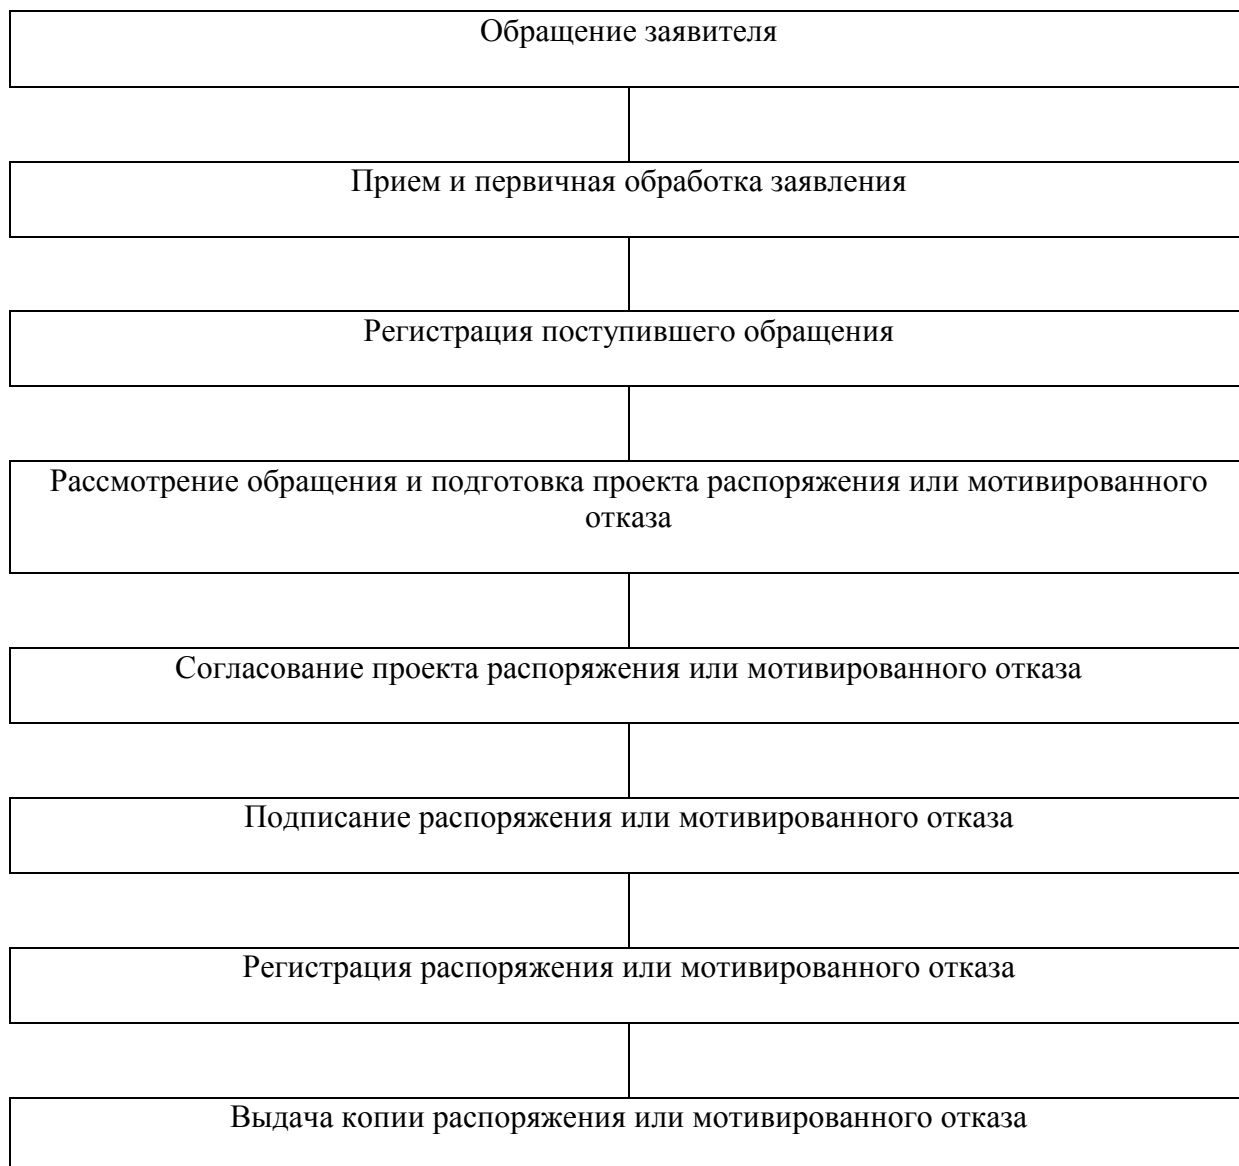 Обращение заявителя
Прием и первичная обработка заявления
Регистрация поступившего обращения
Рассмотрение обращения и подготовка проекта распоряжения или мотивированного
отказа
Согласование проекта распоряжения или мотивированного отказа
Подписание распоряжения или мотивированного отказа
Регистрация распоряжения или мотивированного отказа
Выдача копии распоряжения или мотивированного отказа